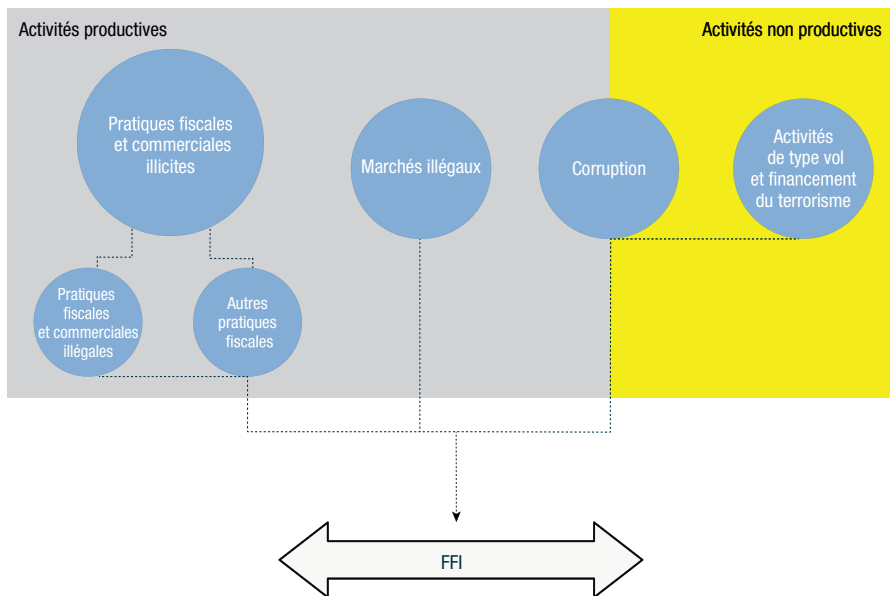 Activités productives
Activités non productives
Pratiques fiscales
et commerciales
illicites
Marchés illégaux
Corruption
Activités
de type vol
et financement
du terrorisme
Pratiques
fiscales
et commerciales
illégales
Autres
pratiques
fiscales
FFI